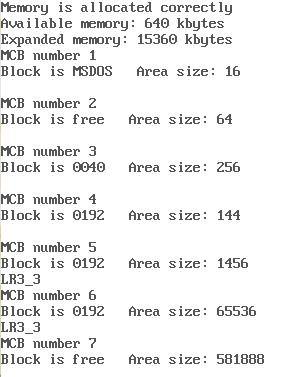 Memory is allocated correctly
Available memory: 640 kbytes
Expanded memory: 15360 kbytes
MCB number 1
Block is MSDOS   Area size: 16
MCB number 2
Block is free   Area size: 64
MCB number 3
Block is 0040   Area size: 256
MCB number 4
Block is 0192   Area size: 144
MCB number 5
Block is 0192   Area size: 1456
LR3_3
MCB number 6
Block is 0192   Area size: 65536
LR3_3
MCB number 7
Block is free   Area size: 581888